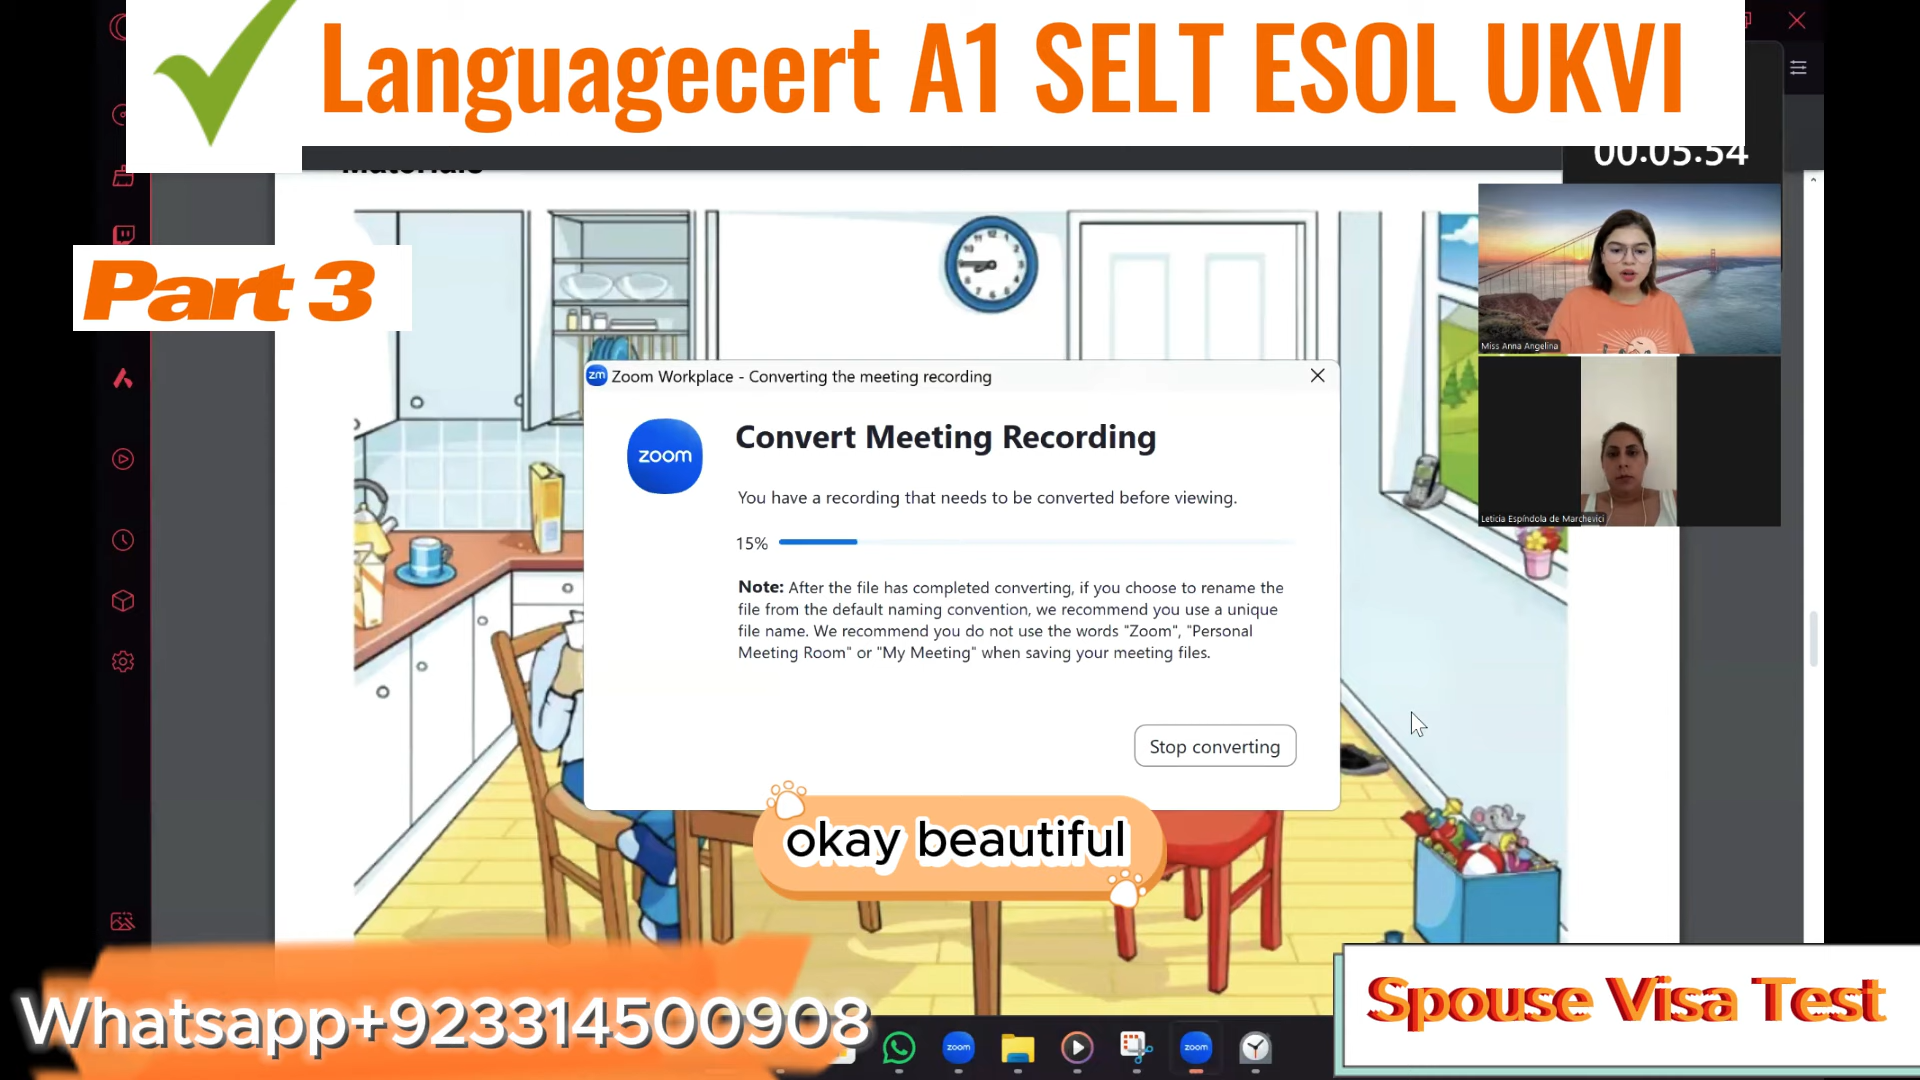 Languagecert A1 SELT ESOL UKVI
00:05:54
Materials
Part 3
Miss Anna Angelina
Zoom Workplace - Converting the meeting recording
zoom
Convert Meeting Recording
You have a recording that needs to be converted before viewing.
15%
Note: After the file has completed converting, if you choose to rename the
file from the default naming convention, we recommend you use a unique
file name. We recommend you do not use the words "Zoom", "Personal
Meeting Room" or "My Meeting" when saving your meeting files.
Leticia Espíndola de Marchevici
Stop converting
okay beautiful
Whatsapp+923314500908
zoom
zoom
Spouse Visa Test